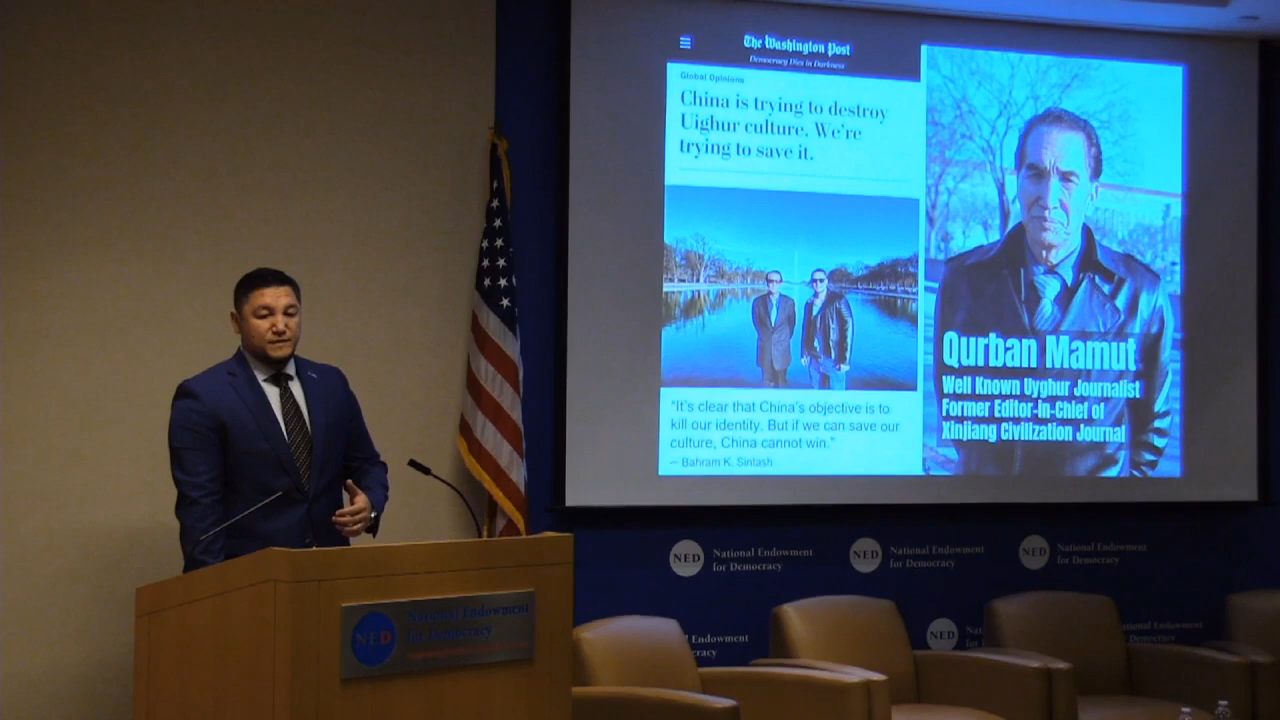 The Washington Post
Democracy Dies in Darkness
Global Opinions
China is trying to destroy
Uighur culture. We're
trying to save it.
"It's clear that China's objective is to
kill our identity. But if we can save our
culture, China cannot win."
— Bahram K. Sintash
Qurban Mamut
Well Known Uyghur Journalist
Former Editor-in-Chief of
Xinjiang Civilization Journal
NED
National Endowment
for Democracy
NED
National Endowment
for Democracy
NED
National Endowment
for Democracy
NED
National Endowment
for Democracy
Endowment
cracy
NED
Nat